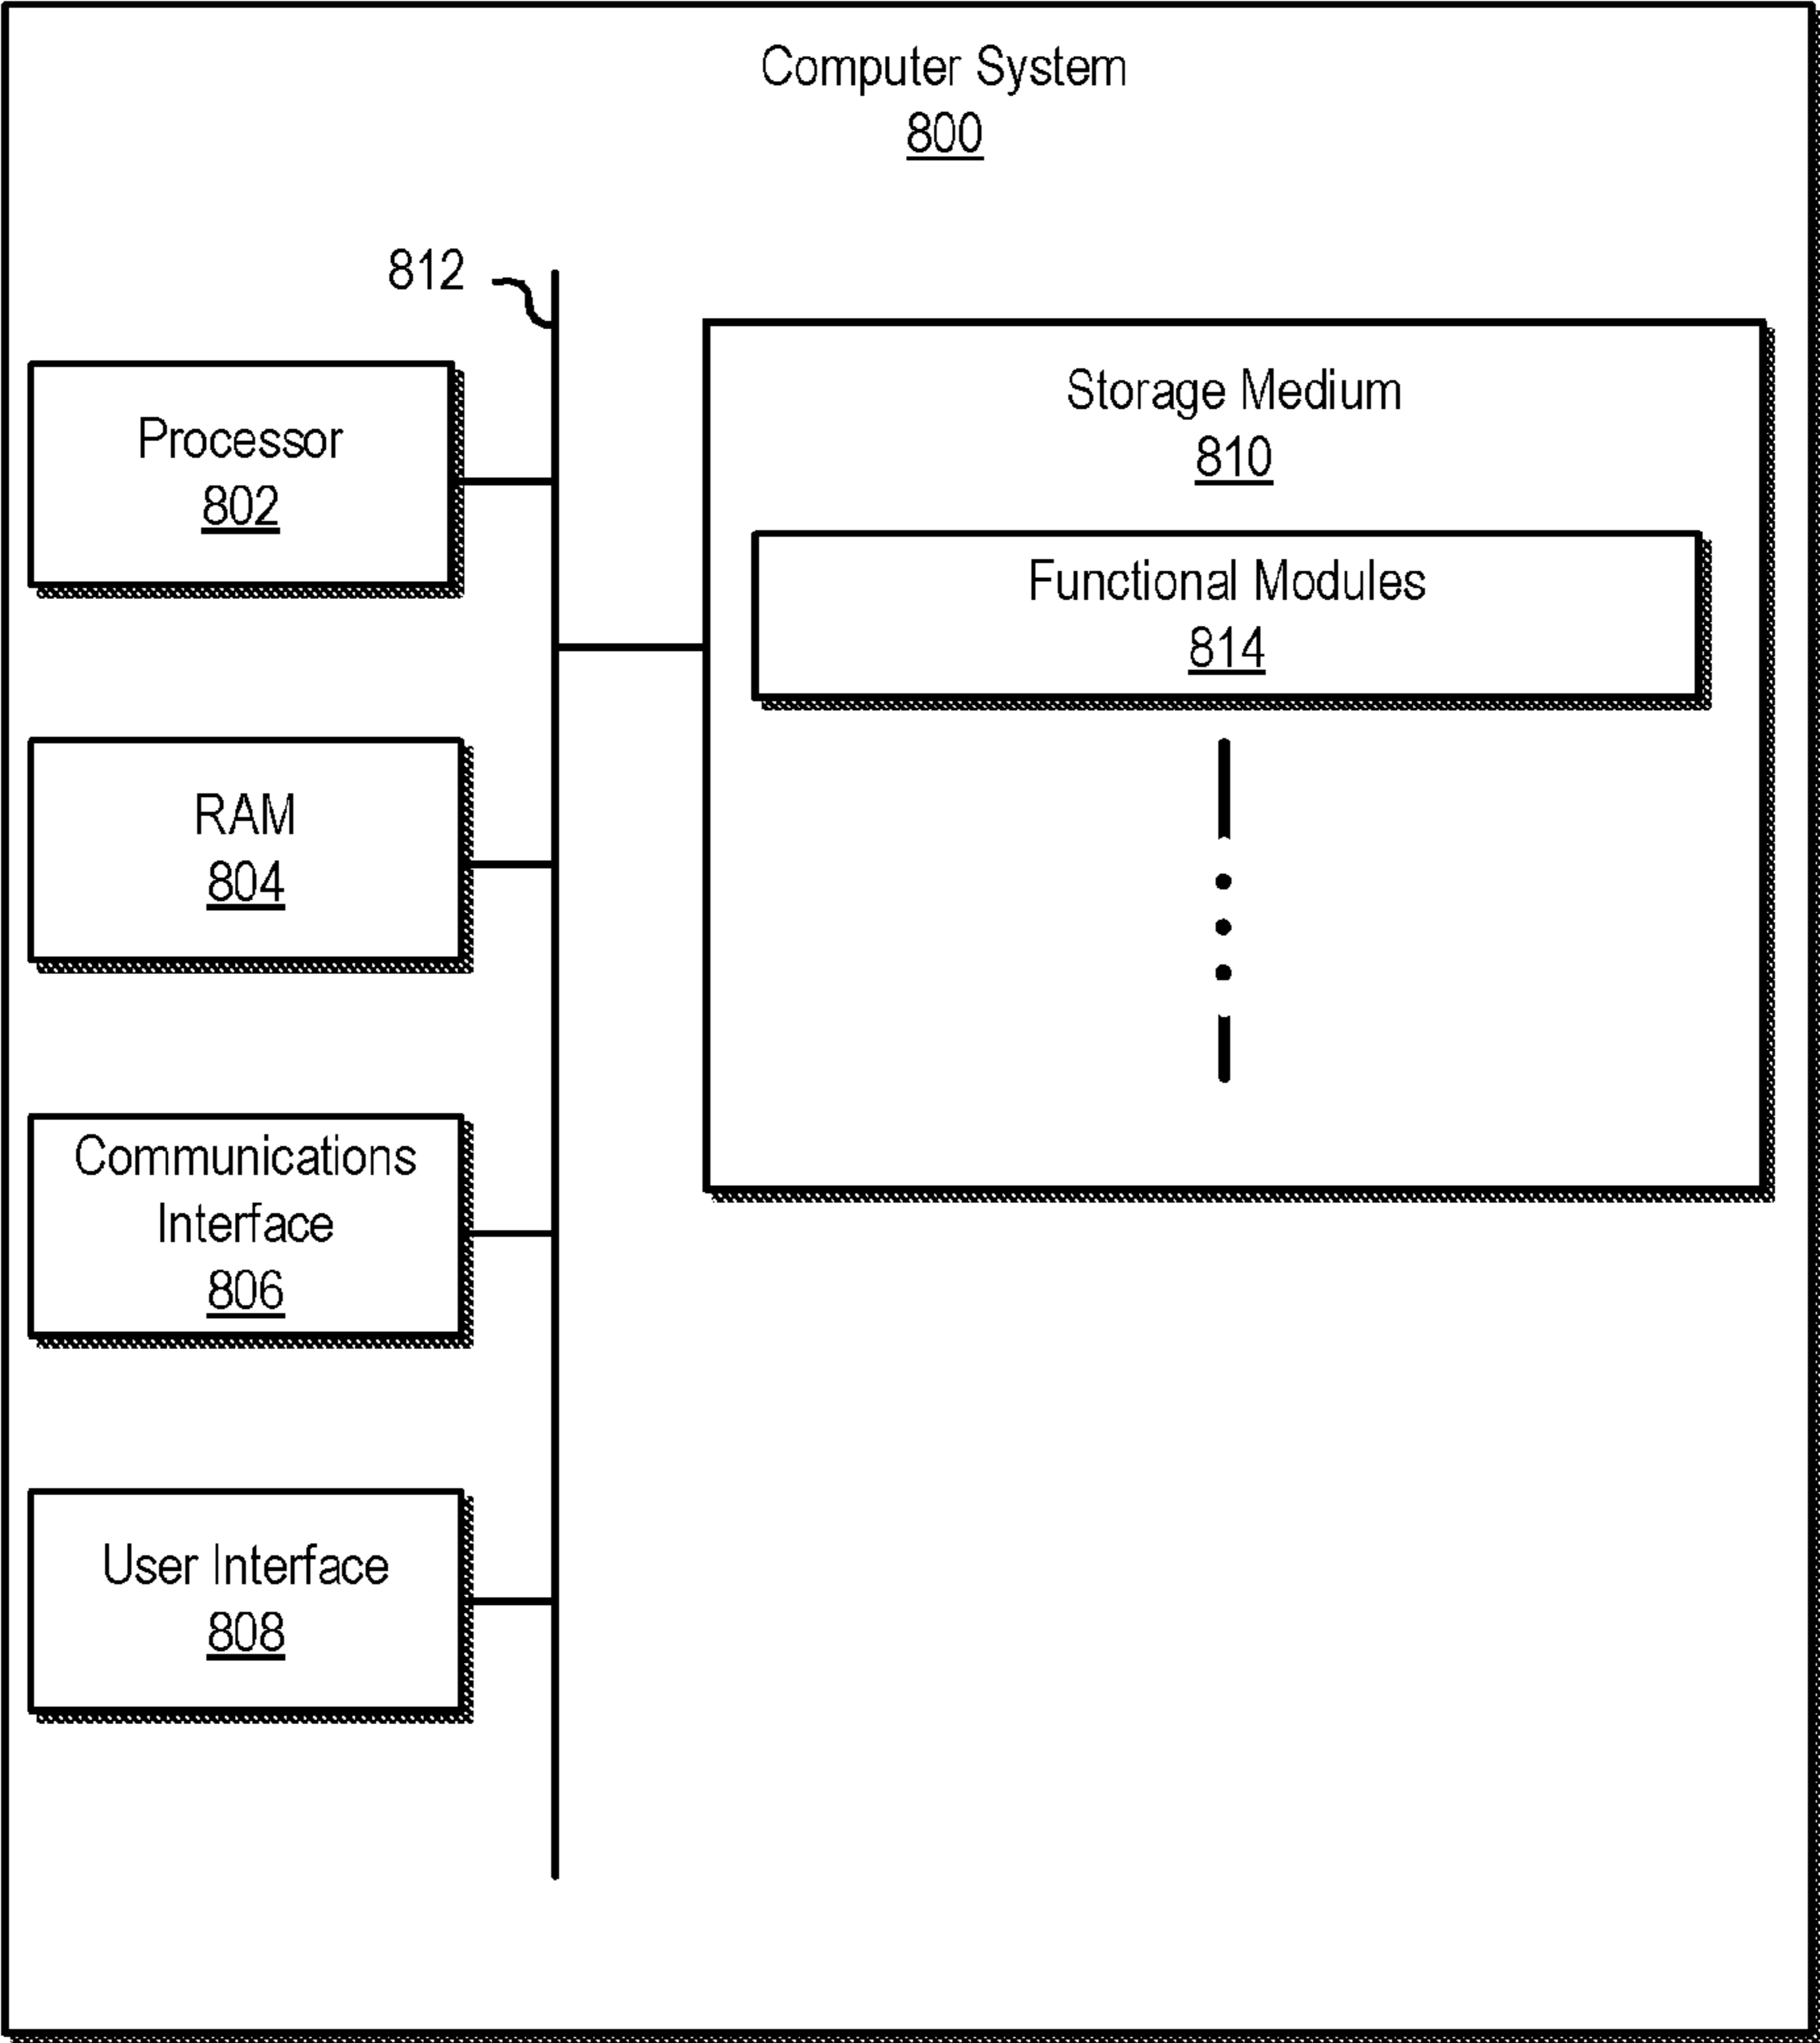 Computer System
800
812
Processor
802
Storage Medium
810
Functional Modules
814
RAM
804
Communications
Interface
806
User Interface
808